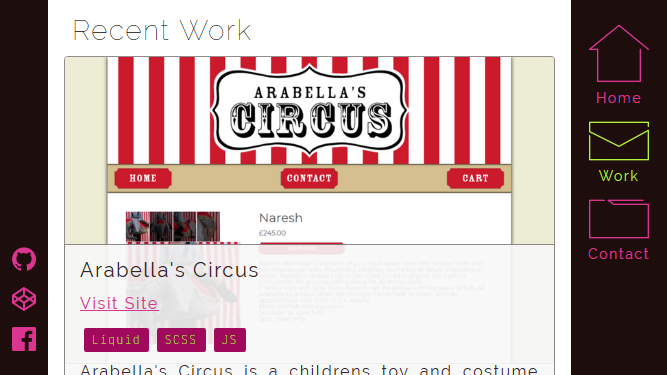 Recent Work
ARABELLA'S
CIRCUS
HOME
CONTACT
CART
Naresh
£245.00
Arabella's Circus
Visit Site
Liquid
SCSS
JS
Arabella's Circus is a childrens toy and costume
Home
Work
Contact